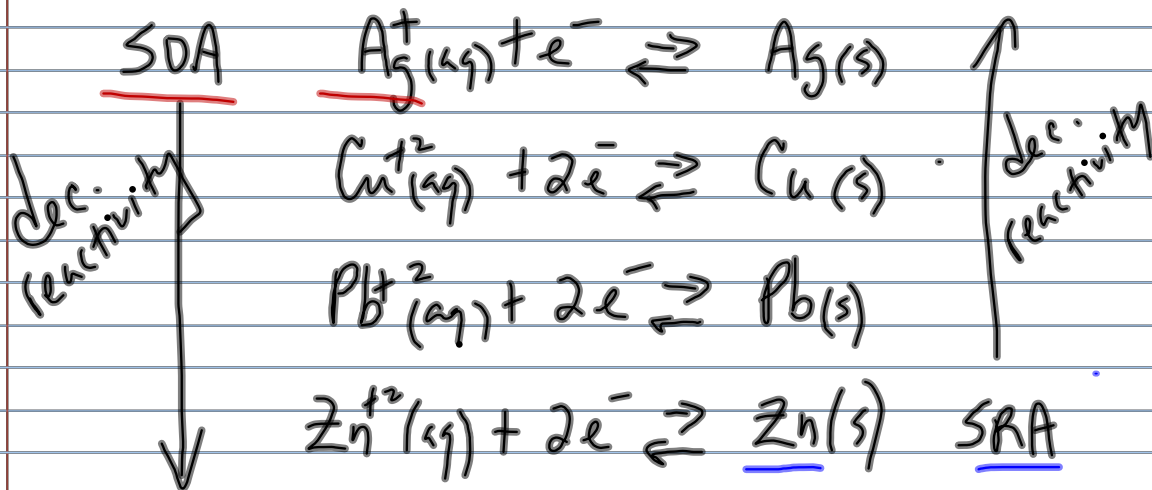 SOA Ag⁺(aq) + e⁻ ⇌ Ag(s)
dec. reactivity
Cu⁺²(aq) + 2e⁻ ⇌ Cu(s)
dec. reactivity
Pb⁺²(aq) + 2e⁻ ⇌ Pb(s)
Zn⁺²(aq) + 2e⁻ ⇌ Zn(s) SRA